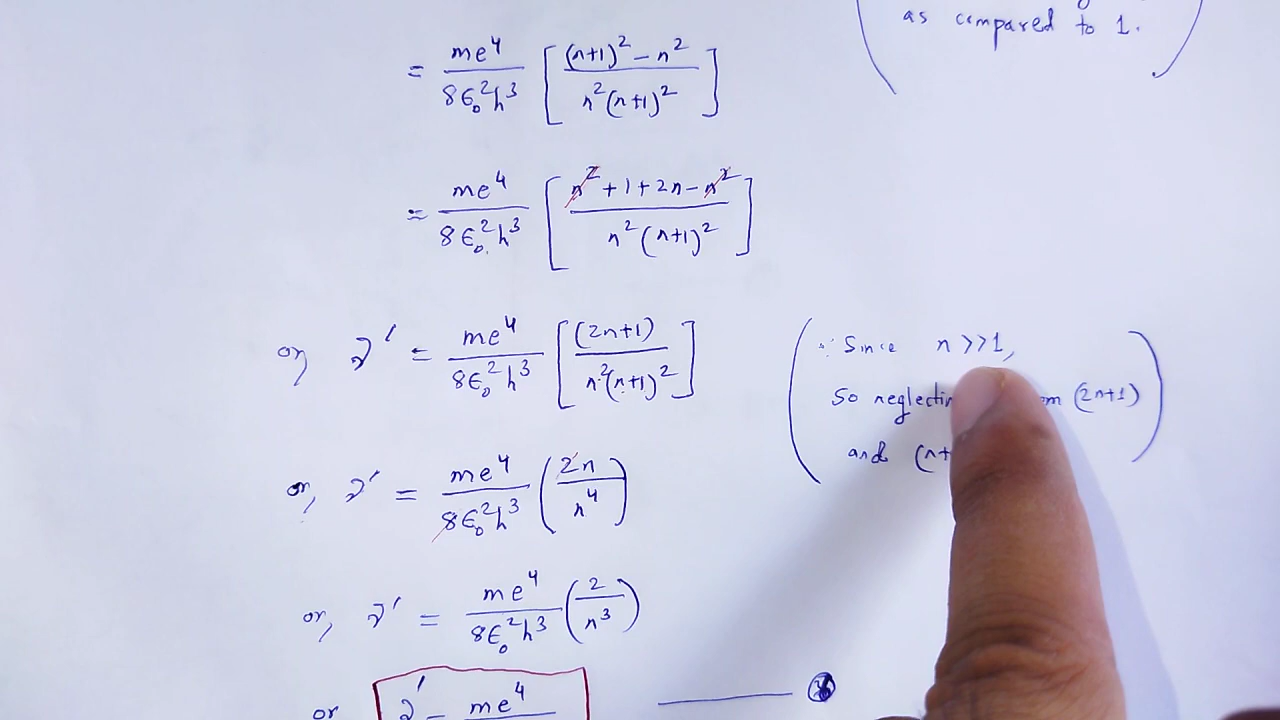 as compared to 1.
= me⁴/8ϵ₀²h³ [(n+1)² − n² / n²(n+1)²]
= me⁴/8ϵ₀²h³ [n² + 1 + 2n − n² / n²(n+1)²]
or, ν' = me⁴/8ϵ₀²h³ [(2n+1) / n²(n+1)²]
∵ Since n >> 1,
So (2n+1)
and
or, ν' = me⁴/8ϵ₀²h³ (2n/n⁴)
or, ν' = me⁴/8ϵ₀²h³ (2/n³)
or ν' = me⁴